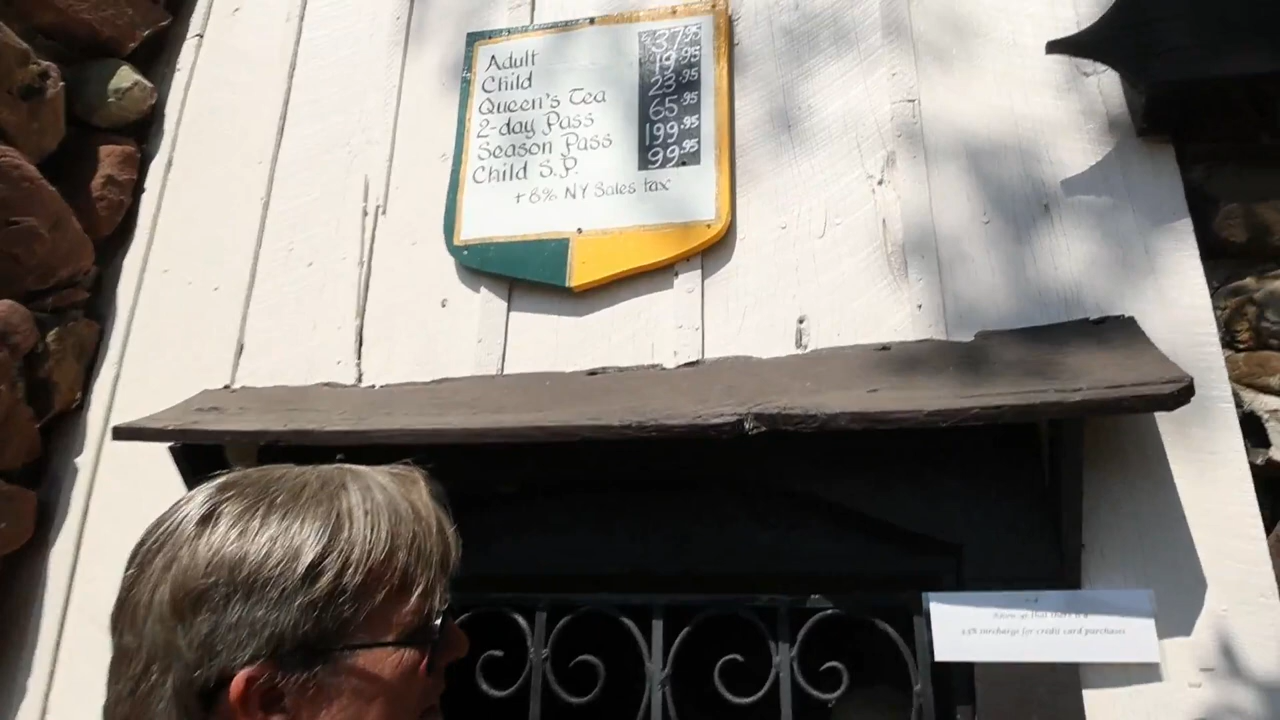 Adult $37.95
Child 19.95
Queen's Tea 23.95
2-day Pass 65.95
Season Pass 199.95
Child S.P. 99.95
+8% NY Sales tax
surcharge for credit card purchases